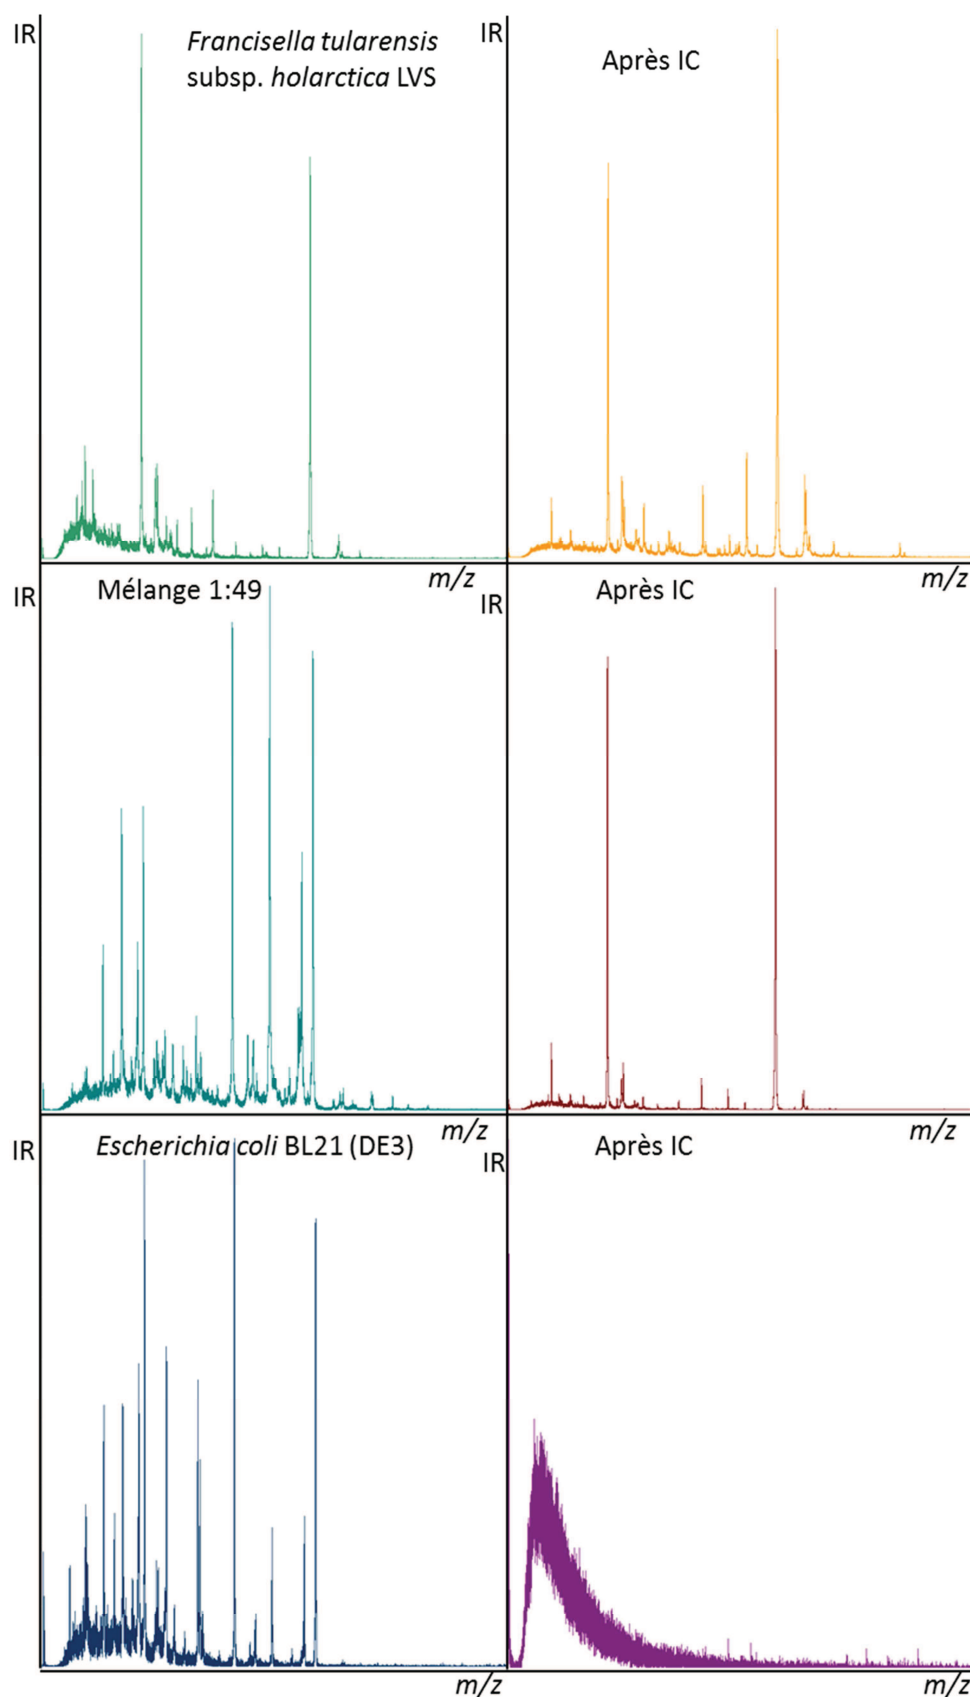 IR
Francisella tularensis
subsp. holarctica LVS
m/z
IR
Après IC
m/z
IR
Mélange 1:49
m/z
IR
Après IC
m/z
IR
Escherichia coli BL21 (DE3)
m/z
IR
Après IC
m/z